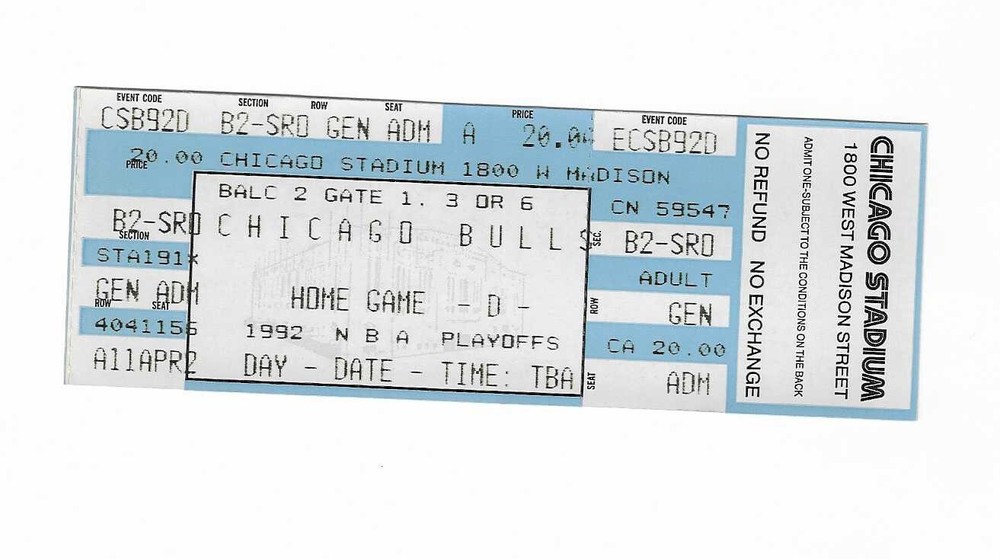 EVENT CODE SECTION ROW SEAT PRICE EVENT CODE
CSB92D B2-SRO GEN ADM A 20.00 ECSB92D
20.00 CHICAGO STADIUM 1800 W MADISON
PRICE
BALC 2 GATE 1. 3 OR 6
CN 59547
B2-SRO CHICAGO BULLS B2-SRO
SECTION SEC.
STA191X ADULT
GEN ADM HOME GAME -D- GEN
ROW SEAT ROW
4041156 1992 NBA PLAYOFFS CA 20.00
A11APR2 DAY - DATE - TIME: TBA ADM
SEAT
NO REFUND NO EXCHANGE
ADMIT ONE-SUBJECT TO THE CONDITIONS ON THE BACK
1800 WEST MADISON STREET
CHICAGO STADIUM